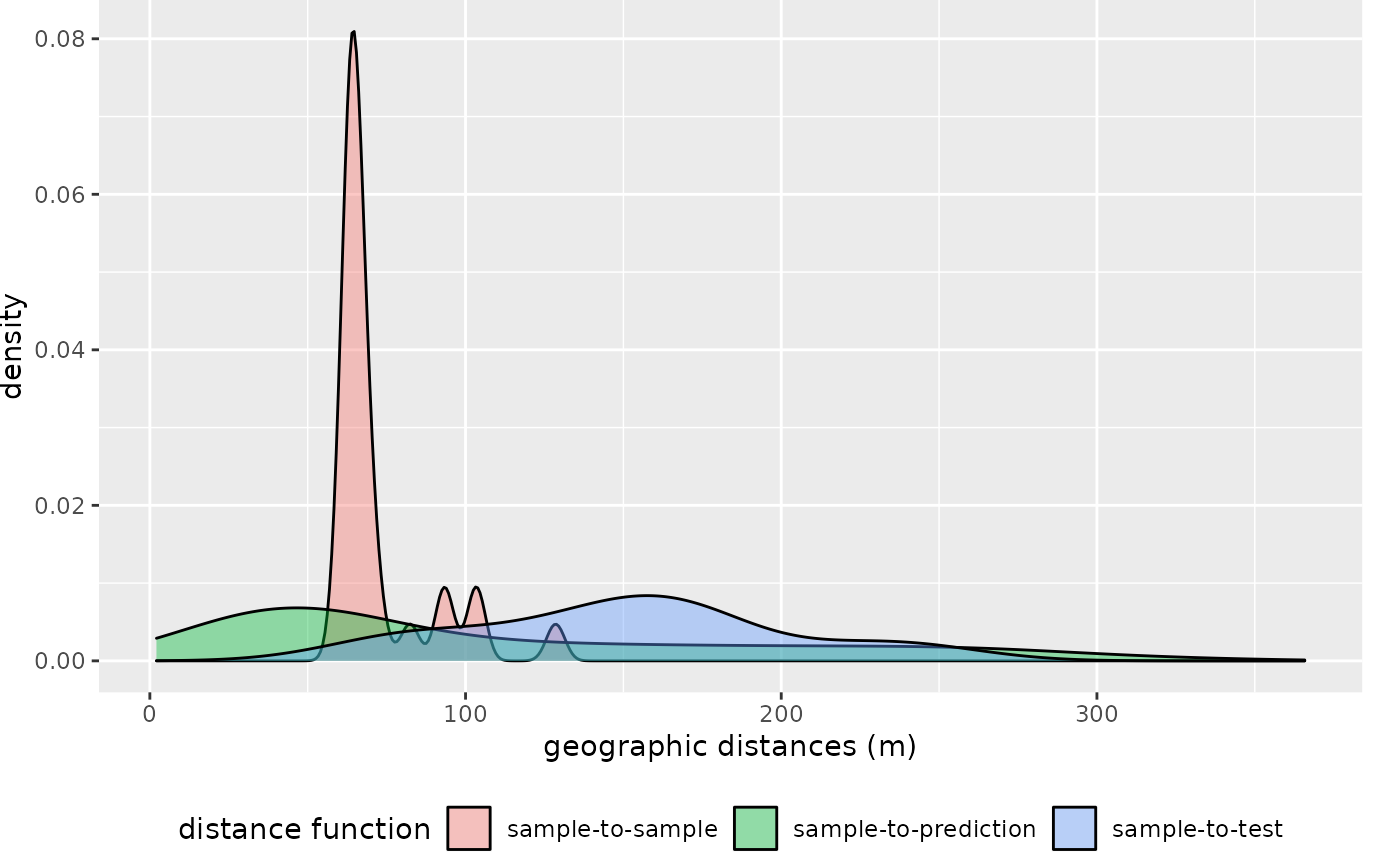 0.08
0.06
0.04
0.02
0.00
density
0 100 200 300
geographic distances (m)
distance function sample-to-sample sample-to-prediction sample-to-test